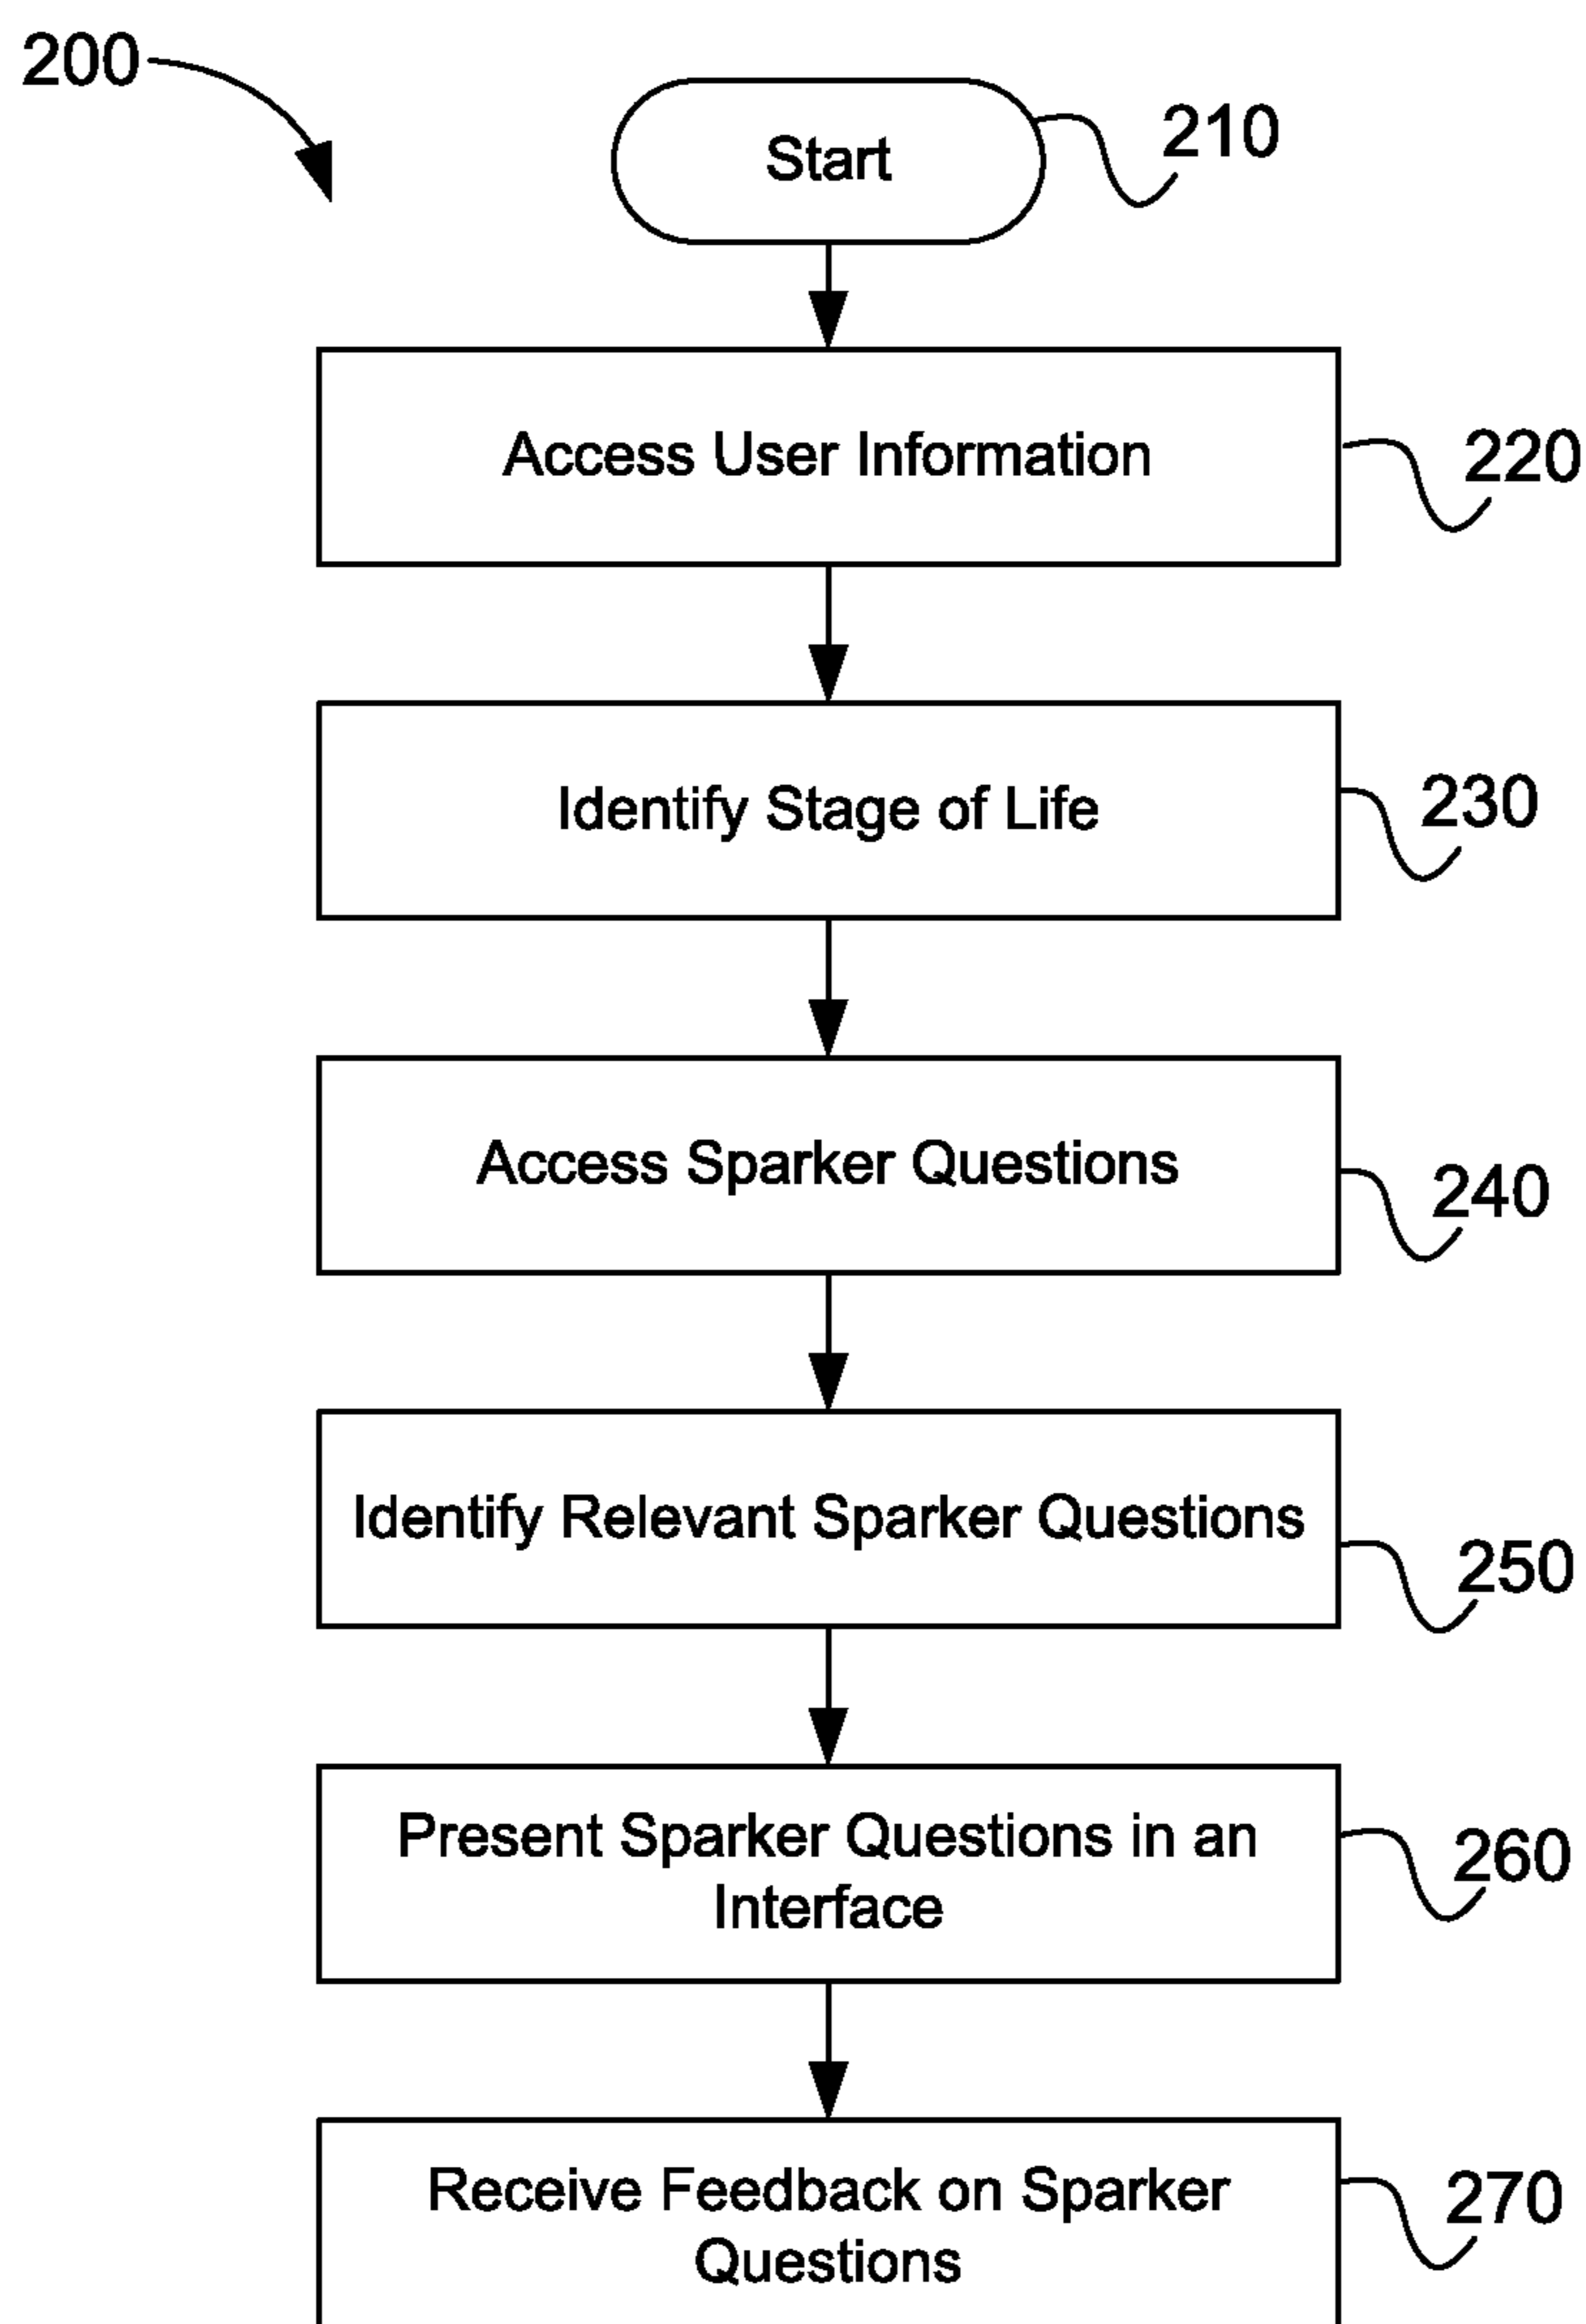 200
Start
210
Access User Information
220
Identify Stage of Life
230
Access Sparker Questions
240
Identify Relevant Sparker Questions
250
Present Sparker Questions in an
Interface
260
Receive Feedback on Sparker
Questions
270